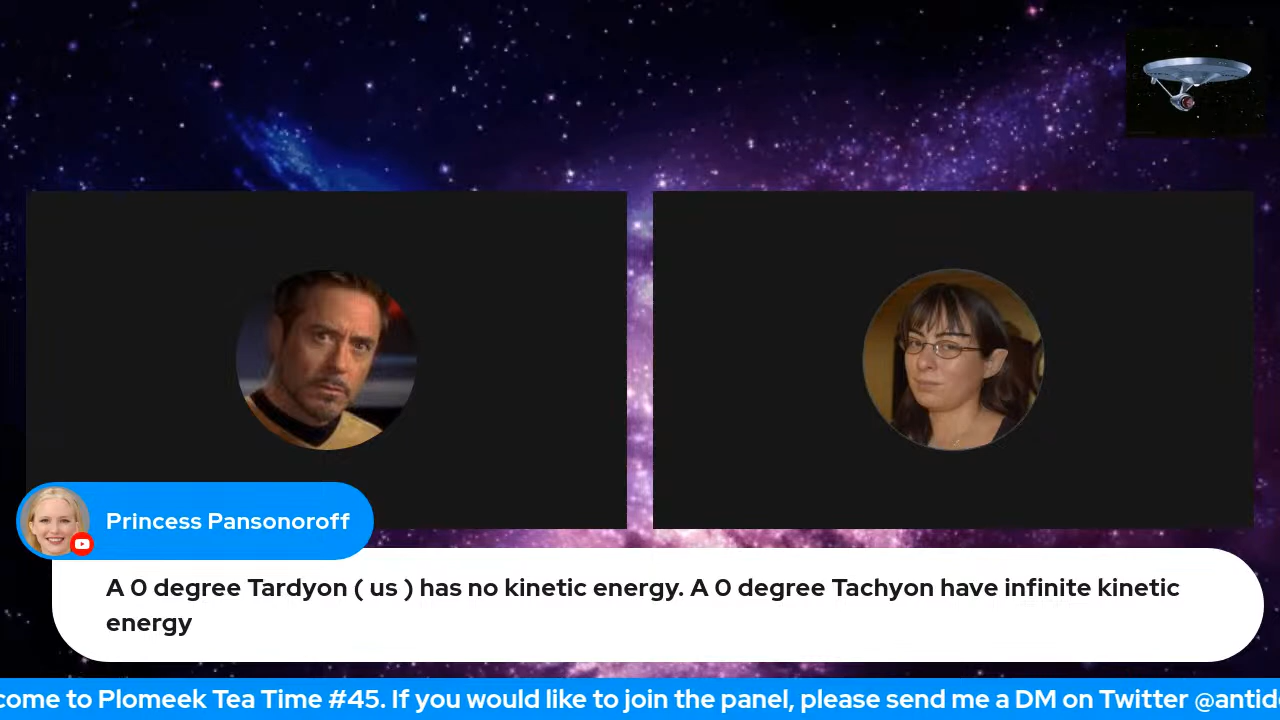 Princess Pansonoroff
A 0 degree Tardyon ( us ) has no kinetic energy. A 0 degree Tachyon have infinite kinetic
energy
come to Plomeek Tea Time #45. If you would like to join the panel, please send me a DM on Twitter @antid